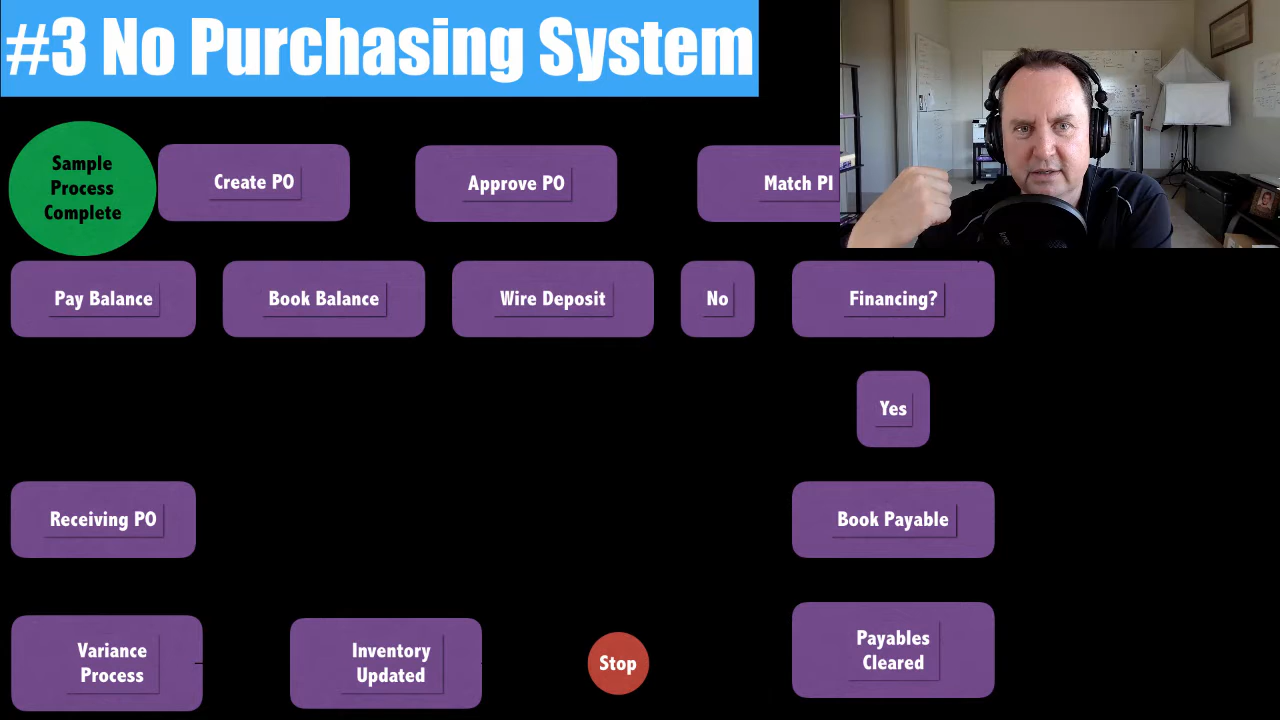 #3 No Purchasing System
Sample
Process
Complete
Create PO
Approve PO
Match PI
Pay Balance
Book Balance
Wire Deposit
No
Financing?
Yes
Receiving PO
Book Payable
Variance
Process
Inventory
Updated
Stop
Payables
Cleared